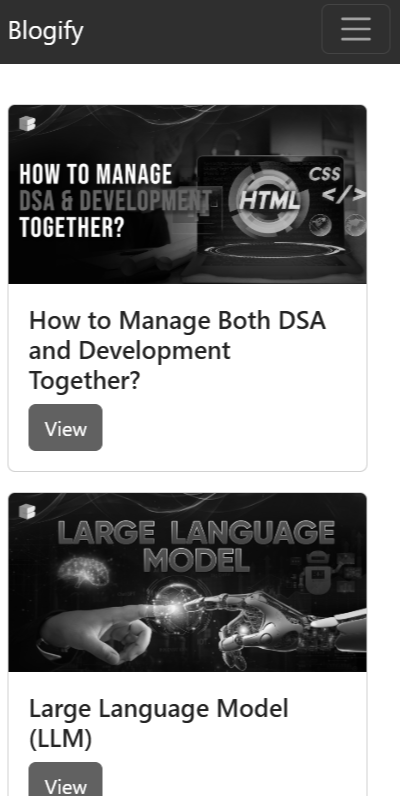 Blogify
HOW TO MANAGE
DSA & DEVELOPMENT
TOGETHER?
HTML
CSS
</>
How to Manage Both DSA
and Development
Together?
View
LARGE LANGUAGE
MODEL
Large Language Model
(LLM)
View